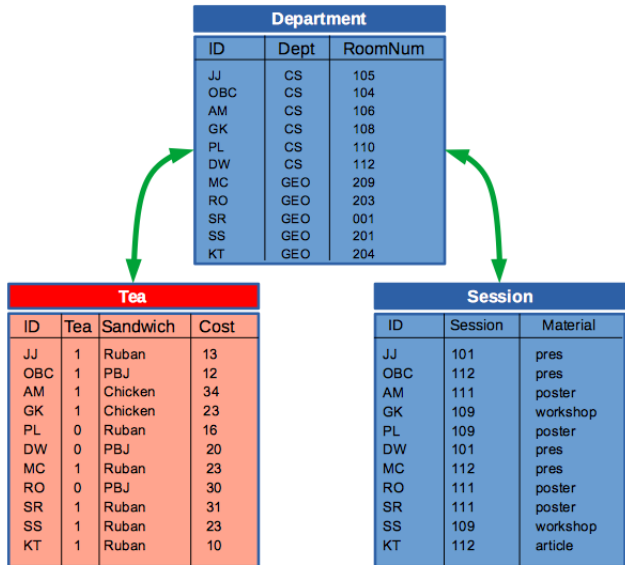 Department
ID Dept RoomNum
JJ CS 105
OBC CS 104
AM CS 106
GK CS 108
PL CS 110
DW CS 112
MC GEO 209
RO GEO 203
SR GEO 001
SS GEO 201
KT GEO 204
Tea
ID Tea Sandwich Cost
JJ 1 Ruban 13
OBC 1 PBJ 12
AM 1 Chicken 34
GK 1 Chicken 23
PL 0 Ruban 16
DW 0 PBJ 20
MC 1 Ruban 23
RO 0 PBJ 30
SR 1 Ruban 31
SS 1 Ruban 23
KT 1 Ruban 10
Session
ID Session Material
JJ 101 pres
OBC 112 pres
AM 111 poster
GK 109 workshop
PL 109 poster
DW 101 pres
MC 112 pres
RO 111 poster
SR 111 poster
SS 109 workshop
KT 112 article